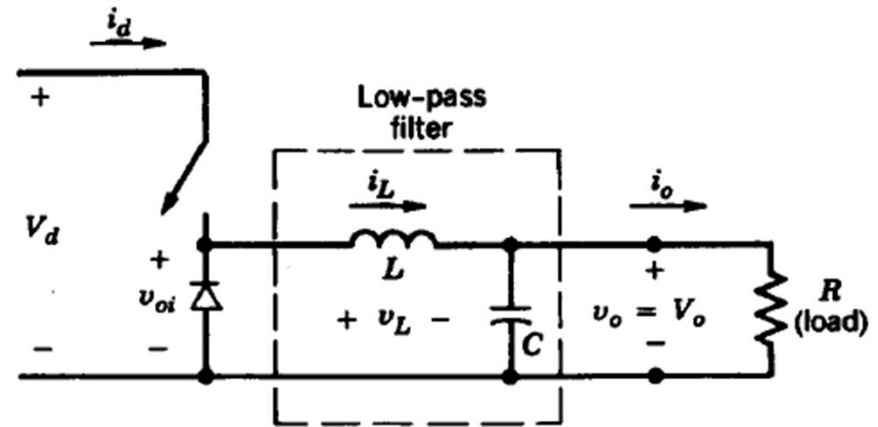 i_d
+
Low-pass
filter
i_L
i_o
V_d
+
v_oi
L
+ v_L −
C
+
v_o = V_o
R
(load)
−
−
−